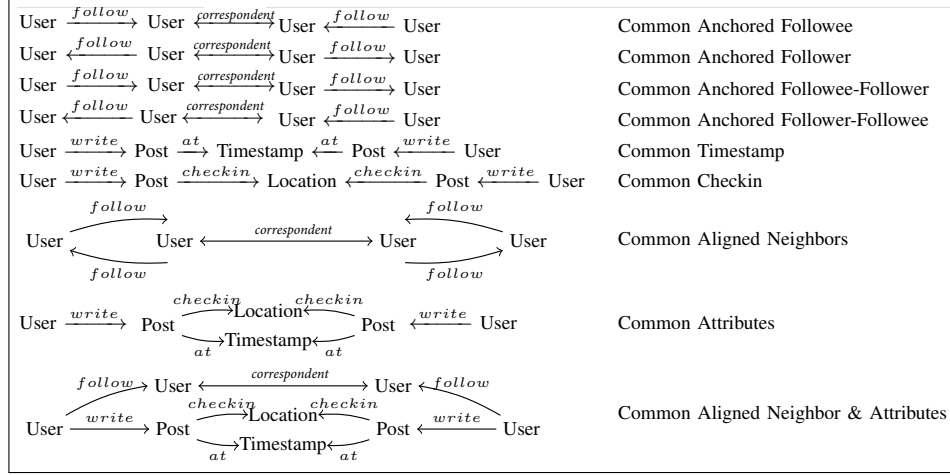 User follow User correspondent User follow User Common Anchored Followee
User follow User correspondent User follow User Common Anchored Follower
User follow User correspondent User follow User Common Anchored Followee-Follower
User follow User correspondent User follow User Common Anchored Follower-Followee
User write Post at Timestamp at Post write User Common Timestamp
User write Post checkin Location checkin Post write User Common Checkin
follow follow
User User correspondent User User Common Aligned Neighbors
follow follow
checkin Location checkin
User write Post Post write User Common Attributes
Timestamp
at at
follow User correspondent User follow
checkin Location checkin
User write Post Post write User Common Aligned Neighbor & Attributes
Timestamp
at at